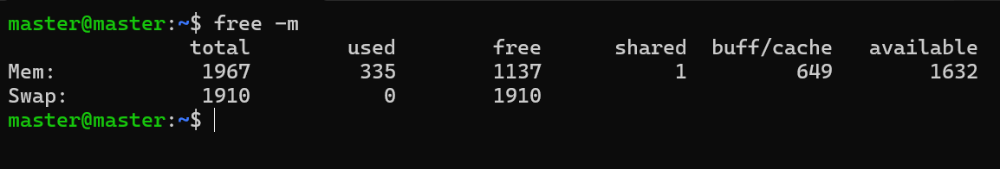 master@master:~$ free -m
               total        used        free      shared  buff/cache   available
Mem:            1967         335        1137           1         649        1632
Swap:           1910           0        1910
master@master:~$